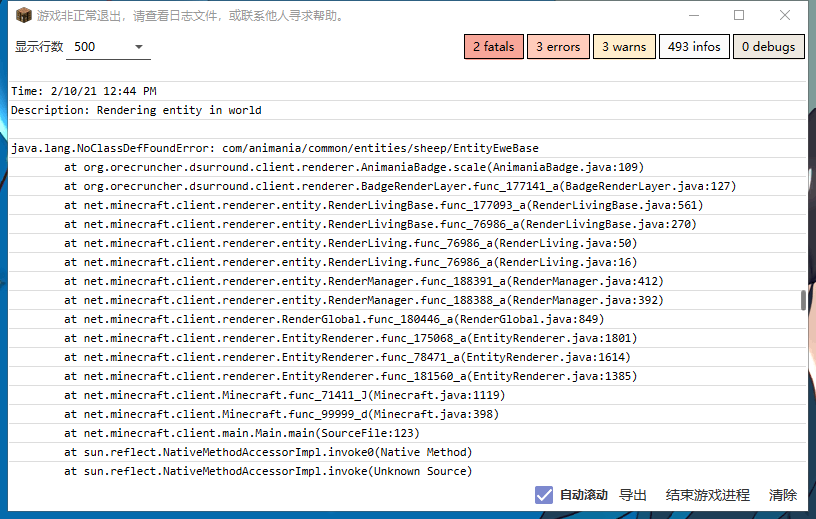 游戏非正常退出，请查看日志文件，或联系他人寻求帮助。
显示行数 500 2 fatals 3 errors 3 warns 493 infos 0 debugs
Time: 2/10/21 12:44 PM
Description: Rendering entity in world
java.lang.NoClassDefFoundError: com/animania/common/entities/sheep/EntityEweBase
at org.orecruncher.dsurround.client.renderer.AnimaniaBadge.scale(AnimaniaBadge.java:109)
at org.orecruncher.dsurround.client.renderer.BadgeRenderLayer.func_177141_a(BadgeRenderLayer.java:127)
at net.minecraft.client.renderer.entity.RenderLivingBase.func_177093_a(RenderLivingBase.java:561)
at net.minecraft.client.renderer.entity.RenderLivingBase.func_76986_a(RenderLivingBase.java:270)
at net.minecraft.client.renderer.entity.RenderLiving.func_76986_a(RenderLiving.java:50)
at net.minecraft.client.renderer.entity.RenderLiving.func_76986_a(RenderLiving.java:16)
at net.minecraft.client.renderer.entity.RenderManager.func_188391_a(RenderManager.java:412)
at net.minecraft.client.renderer.entity.RenderManager.func_188388_a(RenderManager.java:392)
at net.minecraft.client.renderer.RenderGlobal.func_180446_a(RenderGlobal.java:849)
at net.minecraft.client.renderer.EntityRenderer.func_175068_a(EntityRenderer.java:1801)
at net.minecraft.client.renderer.EntityRenderer.func_78471_a(EntityRenderer.java:1614)
at net.minecraft.client.renderer.EntityRenderer.func_181560_a(EntityRenderer.java:1385)
at net.minecraft.client.Minecraft.func_71411_J(Minecraft.java:1119)
at net.minecraft.client.Minecraft.func_99999_d(Minecraft.java:398)
at net.minecraft.client.main.Main.main(SourceFile:123)
at sun.reflect.NativeMethodAccessorImpl.invoke0(Native Method)
at sun.reflect.NativeMethodAccessorImpl.invoke(Unknown Source)
自动滚动 导出 结束游戏进程 清除